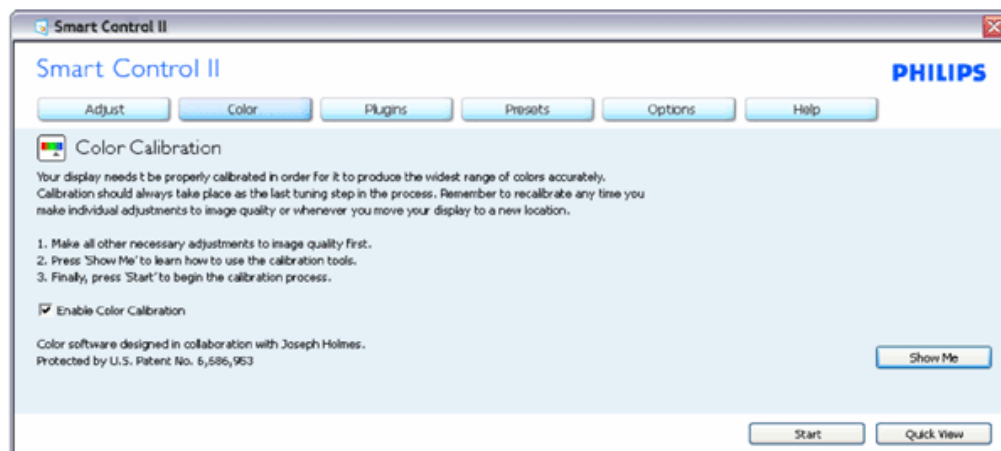 Smart Control II
Smart Control II
PHILIPS
Adjust Color Plugins Presets Options Help
Color Calibration
Your display needs t be properly calibrated in order for it to produce the widest range of colors accurately.
Calibration should always take place as the last tuning step in the process. Remember to recalibrate any time you
make individual adjustments to image quality or whenever you move your display to a new location.
1. Make all other necessary adjustments to image quality first.
2. Press 'Show Me' to learn how to use the calibration tools.
3. Finally, press 'Start' to begin the calibration process.
Enable Color Calibration
Color software designed in collaboration with Joseph Holmes.
Protected by U.S. Patent No. 6,686,953
Show Me
Start Quick View